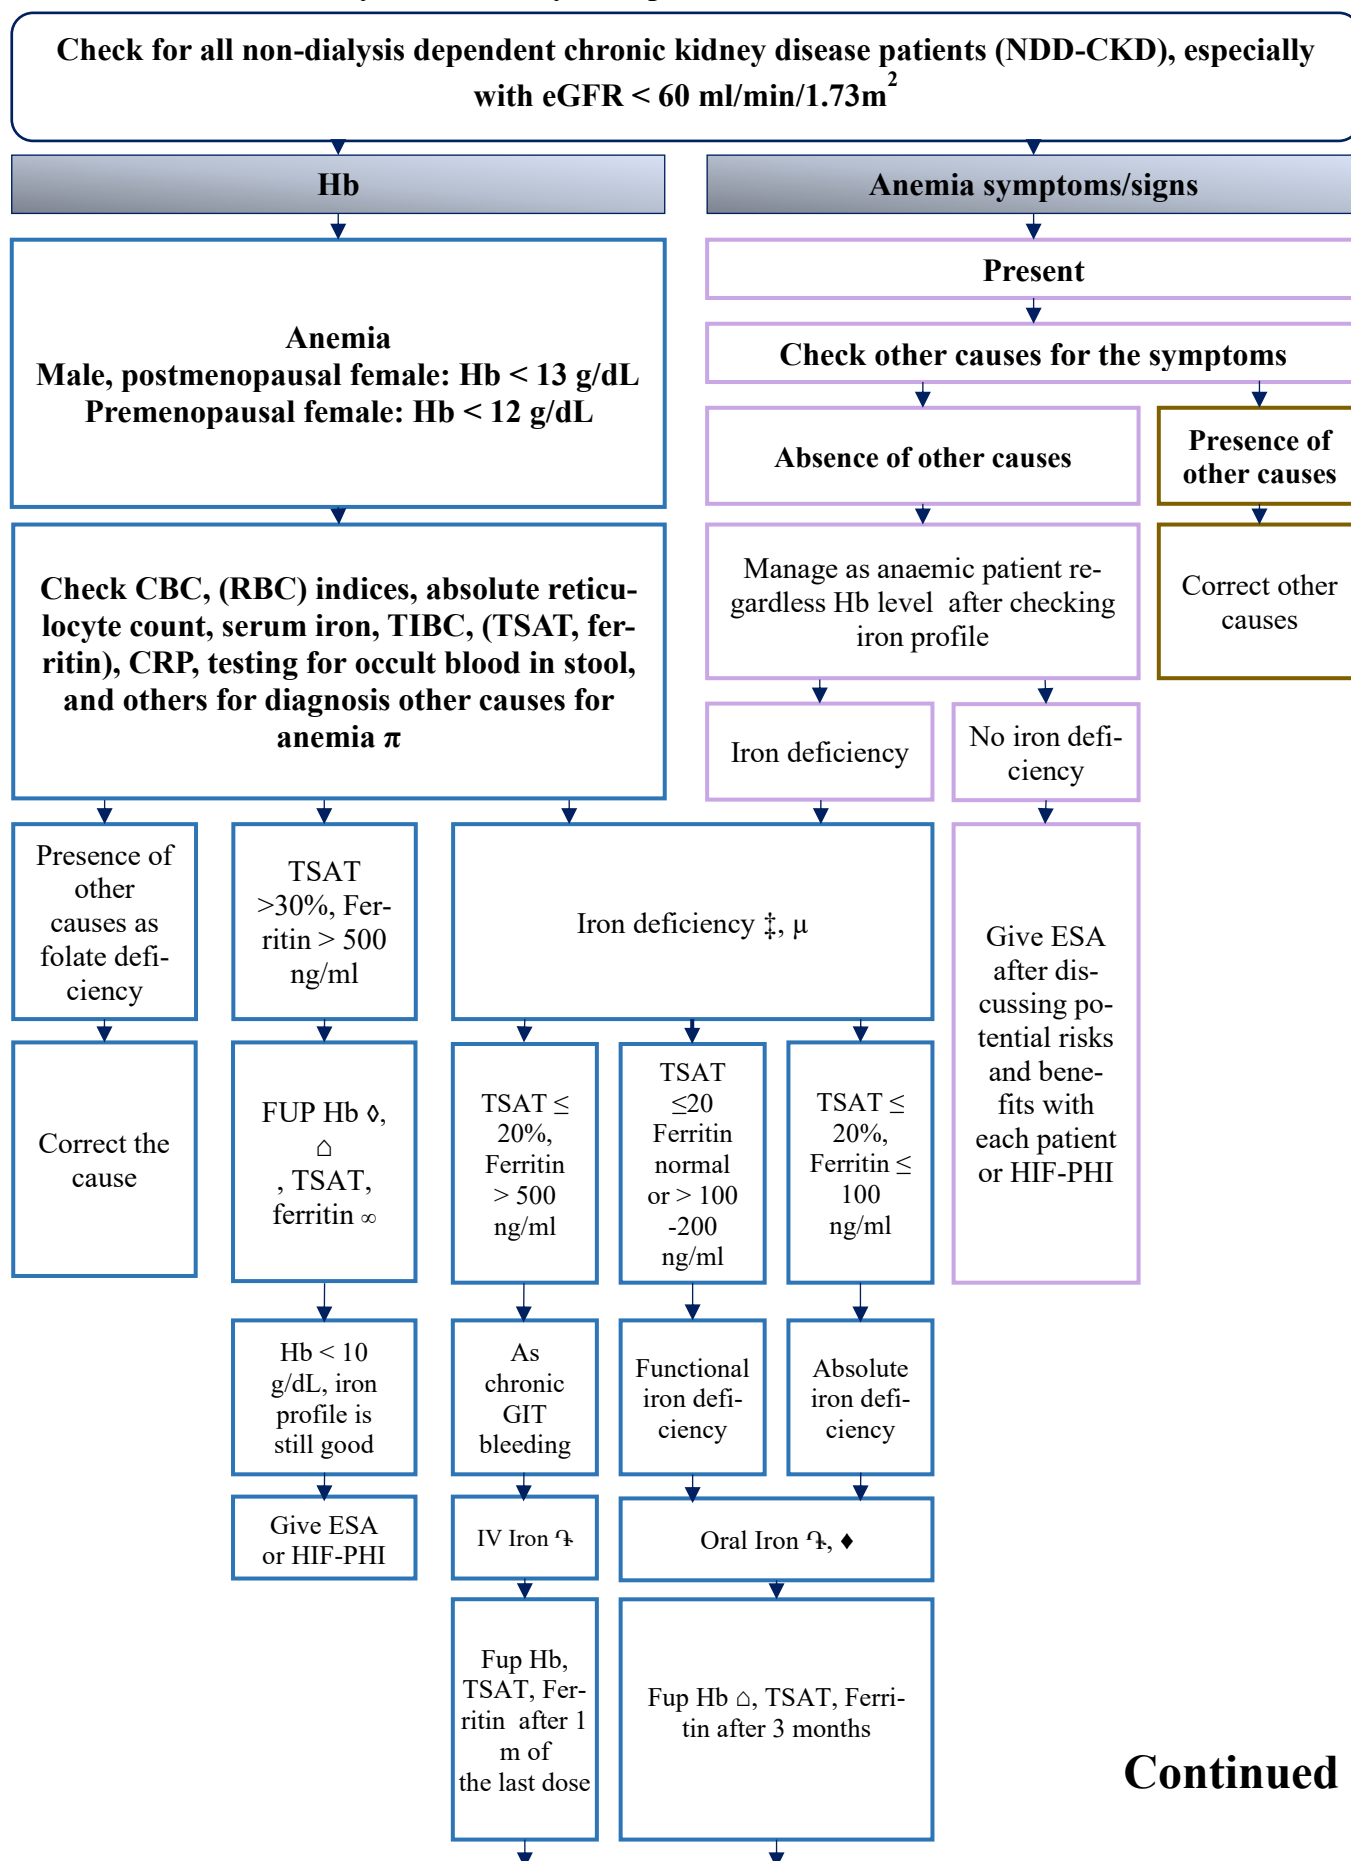 Check for all non-dialysis dependent chronic kidney disease patients (NDD-CKD), especially
with eGFR < 60 ml/min/1.73m²
Hb
Anemia symptoms/signs
Anemia
Male, postmenopausal female: Hb < 13 g/dL
Premenopausal female: Hb < 12 g/dL
Present
Check other causes for the symptoms
Absence of other causes
Presence of
other causes
Check CBC, (RBC) indices, absolute reticu-
locyte count, serum iron, TIBC, (TSAT, fer-
ritin), CRP, testing for occult blood in stool,
and others for diagnosis other causes for
anemia π
Manage as anaemic patient re-
gardless Hb level after checking
iron profile
Correct other
causes
Iron deficiency
No iron defi-
ciency
Presence of
other
causes as
folate defi-
ciency
TSAT
>30%, Fer-
ritin > 500
ng/ml
Iron deficiency ‡, μ
Give ESA
after dis-
cussing po-
tential risks
and bene-
fits with
each patient
or HIF-PHI
Correct the
cause
FUP Hb ◊,
⌂
, TSAT,
ferritin ∞
TSAT ≤
20%,
Ferritin
> 500
ng/ml
TSAT
≤20
Ferritin
normal
or > 100
-200
ng/ml
TSAT ≤
20%,
Ferritin ≤
100
ng/ml
Hb < 10
g/dL, iron
profile is
still good
As
chronic
GIT
bleeding
Functional
iron defi-
ciency
Absolute
iron defi-
ciency
Give ESA
or HIF-PHI
IV Iron
Oral Iron , ♦
Fup Hb,
TSAT, Fer-
ritin after 1
m of
the last dose
Fup Hb ⌂, TSAT, Ferri-
tin after 3 months
Continued